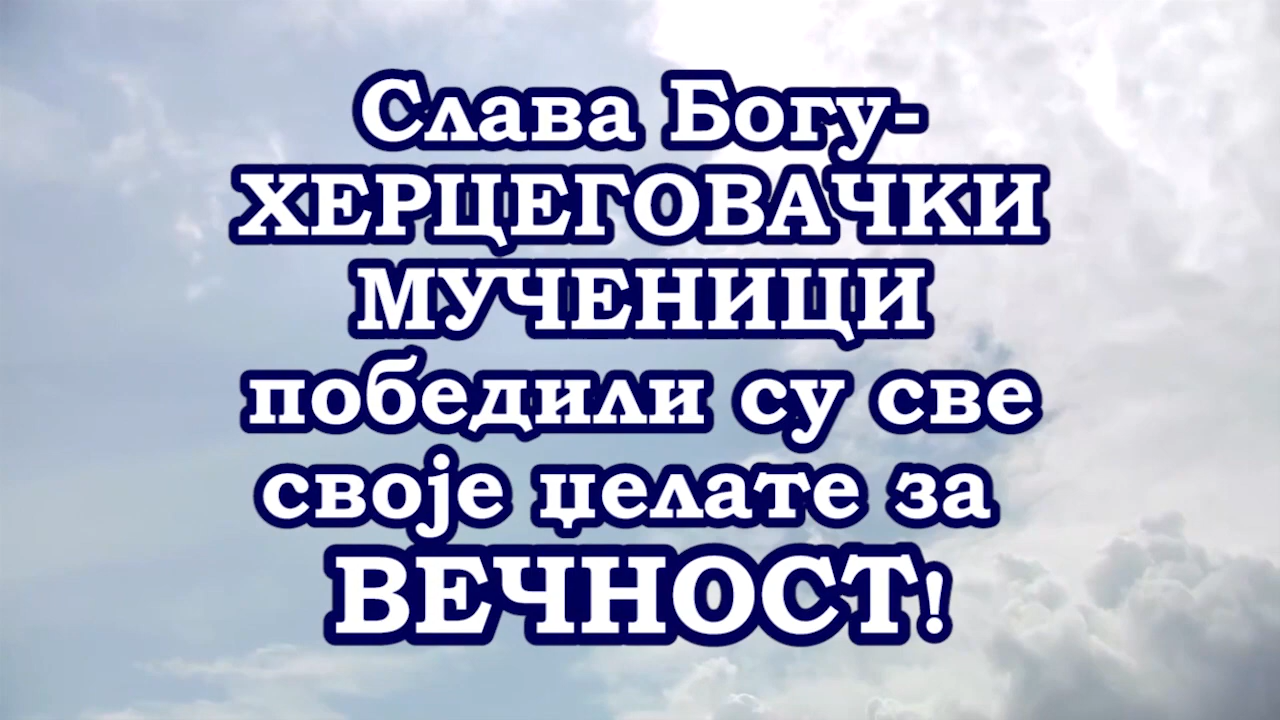 Слава Богу-
ХЕРЦЕГОВАЧКИ
МУЧЕНИЦИ
победили су све
своје џелате за
ВЕЧНОСТ!